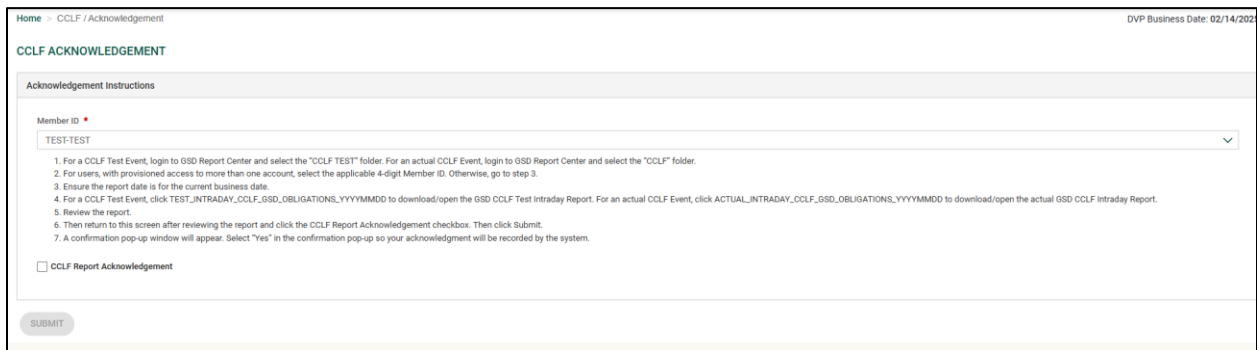 Home > CCLF / Acknowledgement
DVP Business Date: 02/14/2025
CCLF ACKNOWLEDGEMENT
Acknowledgement Instructions
Member ID *
TEST-TEST
1. For a CCLF Test Event, login to GSD Report Center and select the "CCLF TEST" folder. For an actual CCLF Event, login to GSD Report Center and select the "CCLF" folder.
2. For users, with provisioned access to more than one account, select the applicable 4-digit Member ID. Otherwise, go to step 3.
3. Ensure the report date is for the current business date.
4. For a CCLF Test Event, click TEST_INTRADAY_CCLF_GSD_OBLIGATIONS_YYYYMMDD to download/open the GSD CCLF Test Intraday Report. For an actual CCLF Event, click ACTUAL_INTRADAY_CCLF_GSD_OBLIGATIONS_YYYYMMDD to download/open the actual GSD CCLF Intraday Report.
5. Review the report.
6. Then return to this screen after reviewing the report and click the CCLF Report Acknowledgement checkbox. Then click Submit.
7. A confirmation pop-up window will appear. Select "Yes" in the confirmation pop-up so your acknowledgment will be recorded by the system.
CCLF Report Acknowledgement
SUBMIT